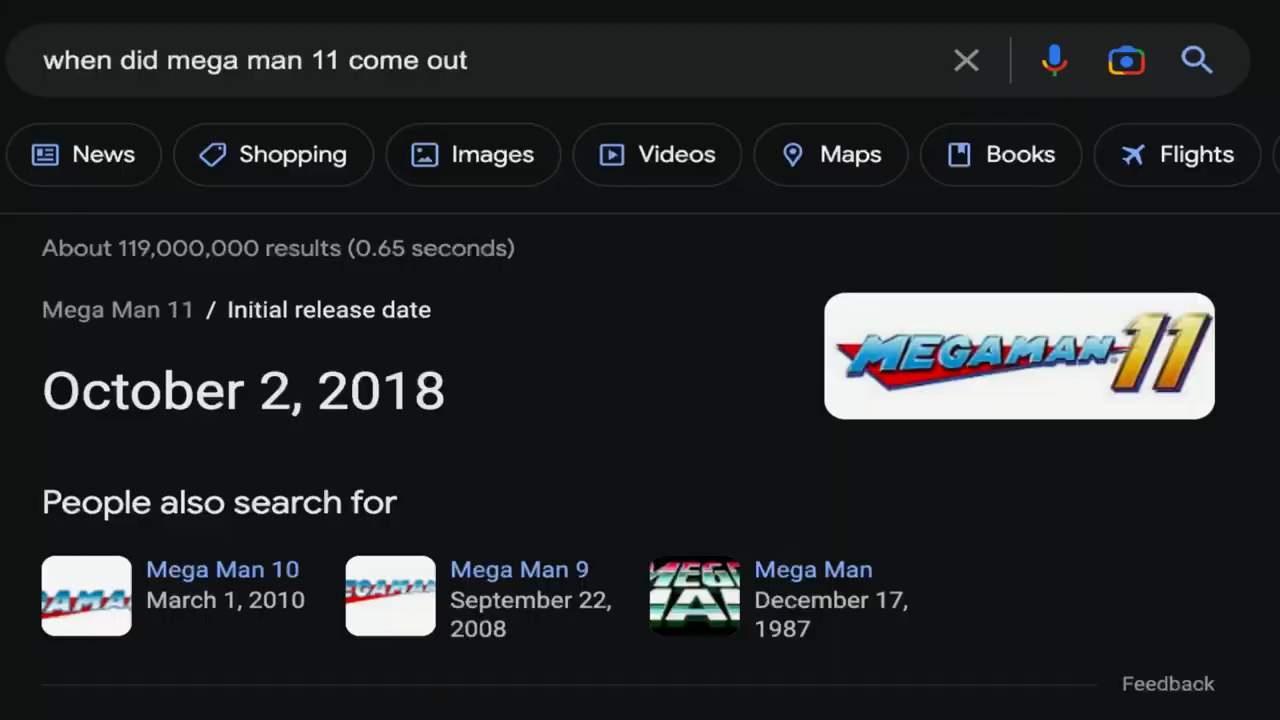 when did mega man 11 come out
News Shopping Images Videos Maps Books Flights
About 119,000,000 results (0.65 seconds)
Mega Man 11 / Initial release date
MEGAMAN 11
October 2, 2018
People also search for
Mega Man 10
March 1, 2010
Mega Man 9
September 22,
2008
Mega Man
December 17,
1987
Feedback